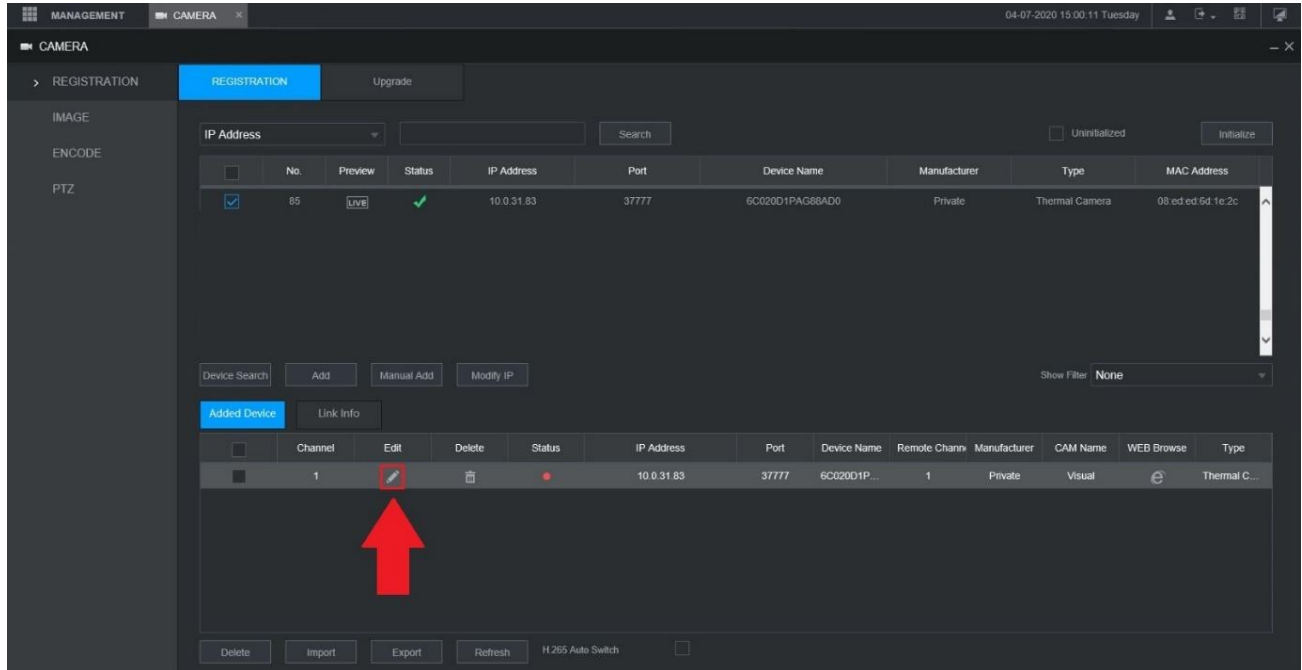 MANAGEMENT CAMERA × 04-07-2020 15:00:11 Tuesday
CAMERA
REGISTRATION
IMAGE
ENCODE
PTZ
REGISTRATION Upgrade
IP Address Search Uninitialized Initialize
No. Preview Status IP Address Port Device Name Manufacturer Type MAC Address
85 LIVE 10.0.31.83 37777 6C020D1PAG88AD0 Private Thermal Camera 08:ed:ed:6d:1e:2c
Device Search Add Manual Add Modify IP Show Filter None
Added Device Link Info
Channel Edit Delete Status IP Address Port Device Name Remote Chann Manufacturer CAM Name WEB Browse Type
1 10.0.31.83 37777 6C020D1P... 1 Private Visual Thermal C...
Delete Import Export Refresh H.265 Auto Switch